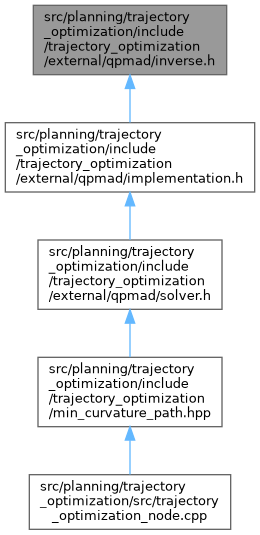 src/planning/trajectory
_optimization/include
/trajectory_optimization
/external/qpmad/inverse.h
src/planning/trajectory
_optimization/include
/trajectory_optimization
/external/qpmad/implementation.h
src/planning/trajectory
_optimization/include
/trajectory_optimization
/external/qpmad/solver.h
src/planning/trajectory
_optimization/include
/trajectory_optimization
/min_curvature_path.hpp
src/planning/trajectory
_optimization/src/trajectory
_optimization_node.cpp